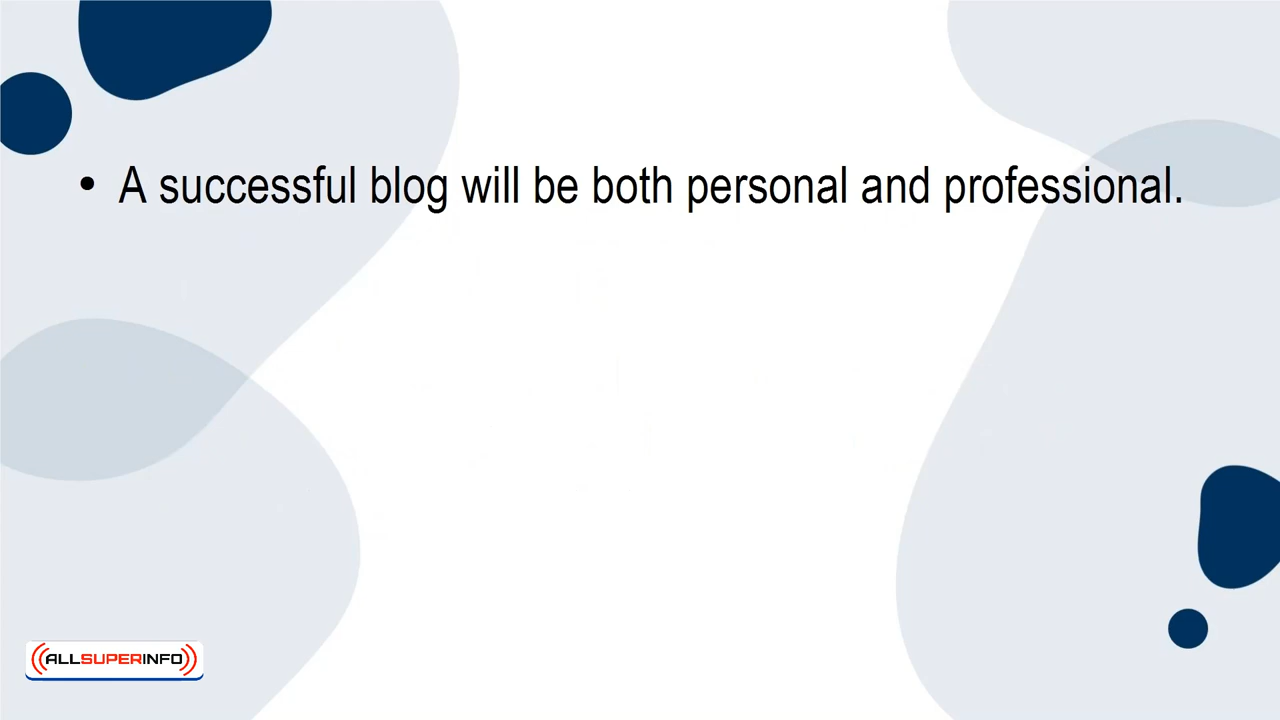 • A successful blog will be both personal and professional.
ALLSUPERINFO